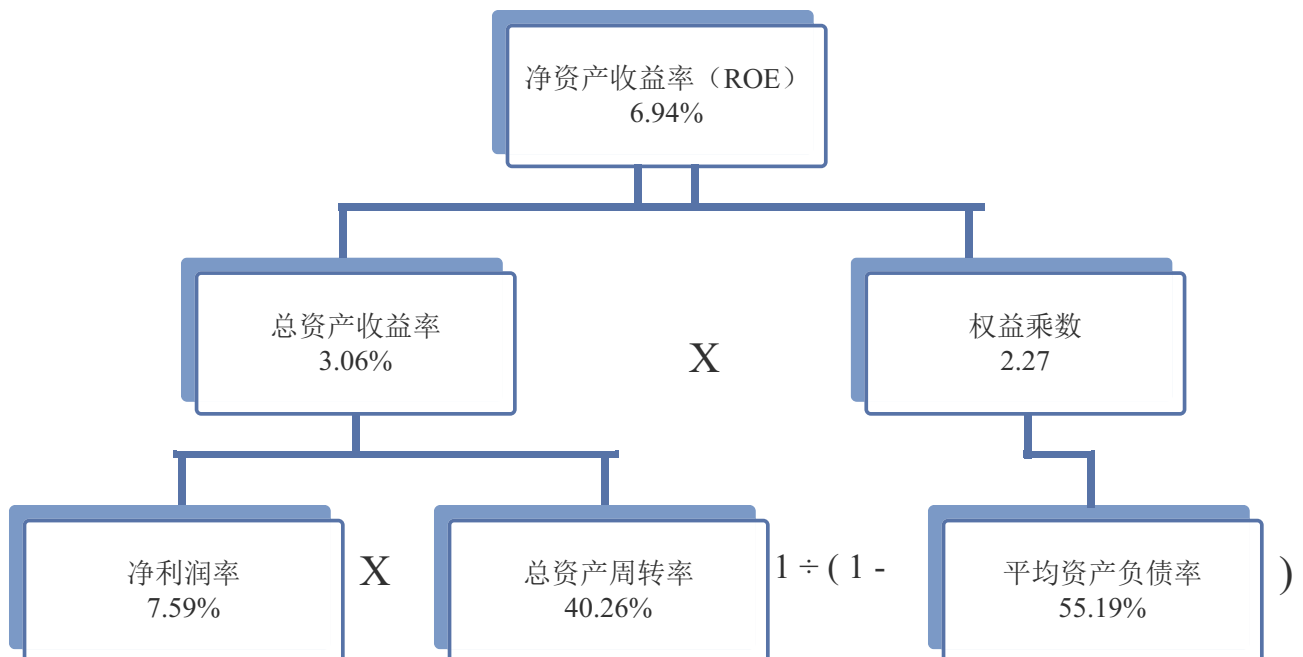 净资产收益率（ROE）
6.94%
总资产收益率
3.06%
X
权益乘数
2.27
净利润率
7.59%
X
总资产周转率
40.26%
1 ÷ ( 1 -
平均资产负债率
55.19%
)